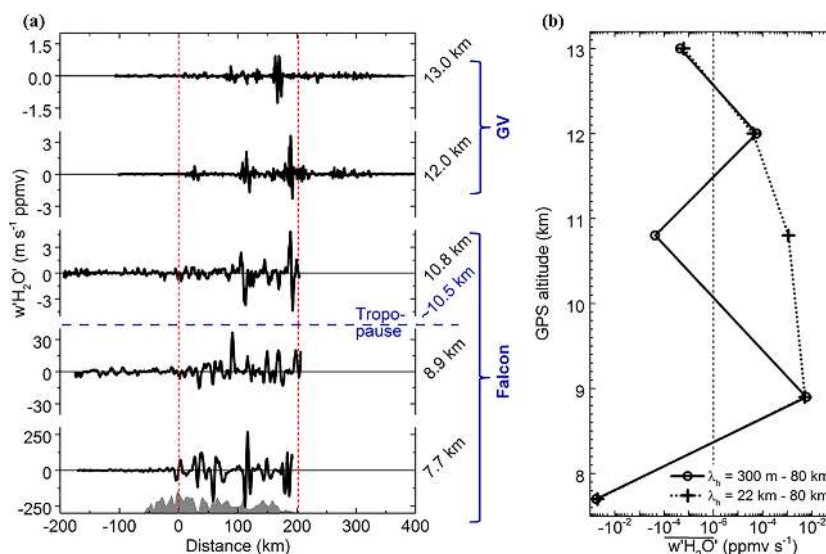 (a)
(b)
1.5
0.0
-1.5
13.0 km
3
0
-3
12.0 km
GV
w'H₂O' (m s⁻¹ ppmv)
4
0
-4
10.8 km
~10.5 km
Tropo-
pause
30
0
-30
8.9 km
Falcon
250
0
-250
-300
7.7 km
-200 -100 0 100 200 300 400
Distance (km)
13
12
11
10
9
8
GPS altitude (km)
λₕ = 300 m - 80 km
λₕ = 22 km - 80 km
-10⁻² -10⁻⁴ 10⁻⁶ 10⁻⁴ 10⁻²
w'H₂O' (ppmv s⁻¹)